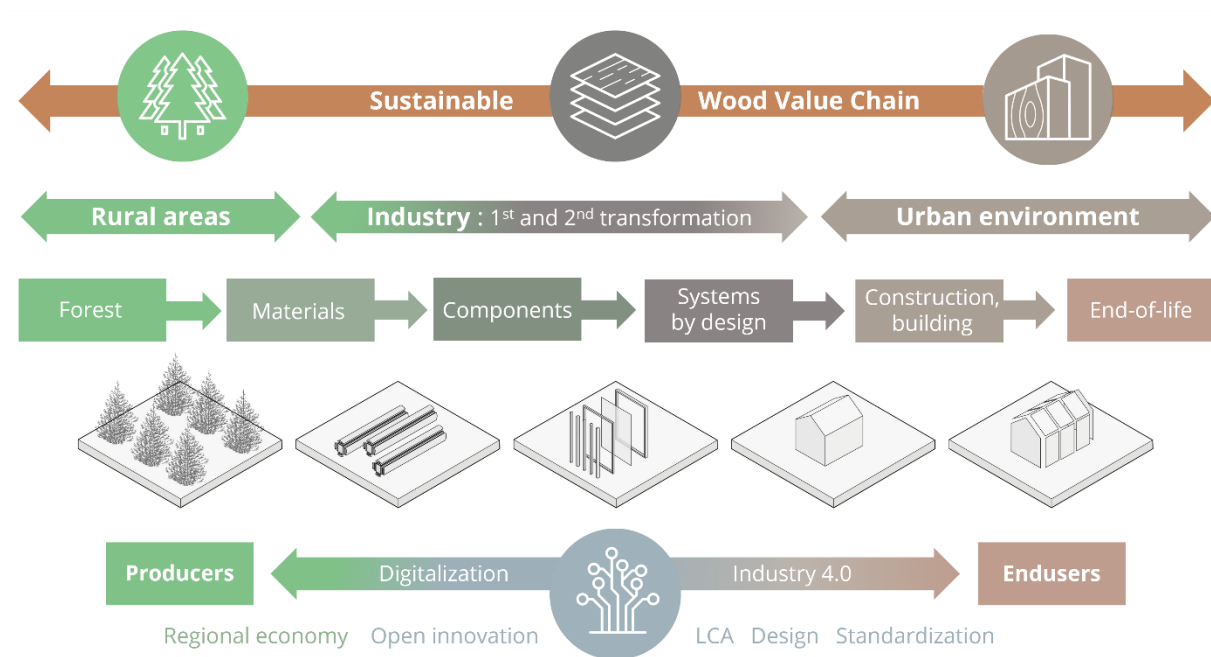 Sustainable Wood Value Chain
Rural areas
Industry : 1st and 2nd transformation
Urban environment
Forest
Materials
Components
Systems
by design
Construction,
building
End-of-life
Producers
Digitalization
Industry 4.0
Endusers
Regional economy
Open innovation
LCA
Design
Standardization